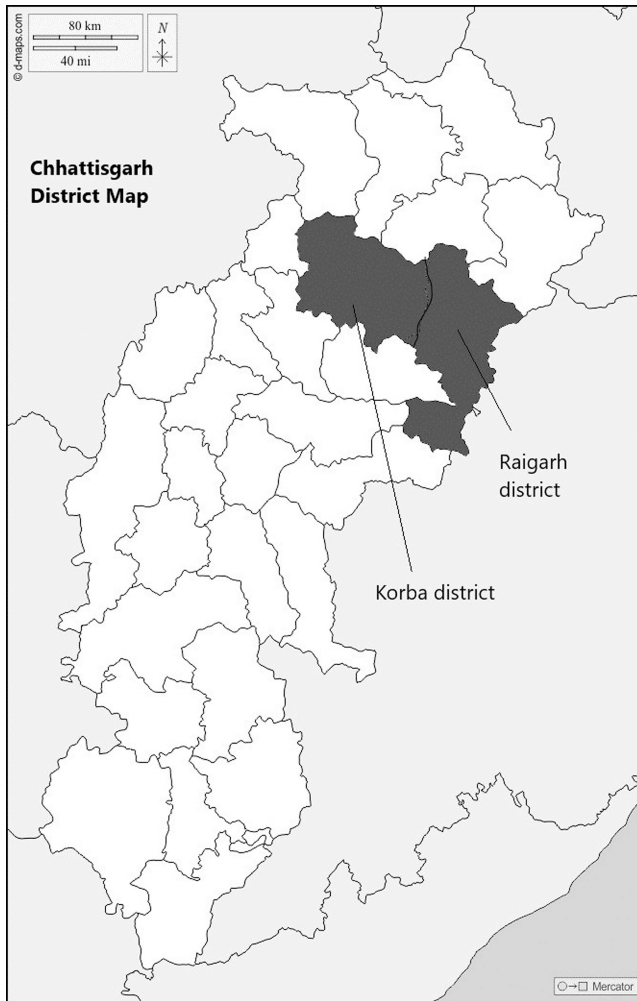 © d-maps.com
80 km
40 mi
N
Chhattisgarh
District Map
Raigarh
district
Korba district
Mercator